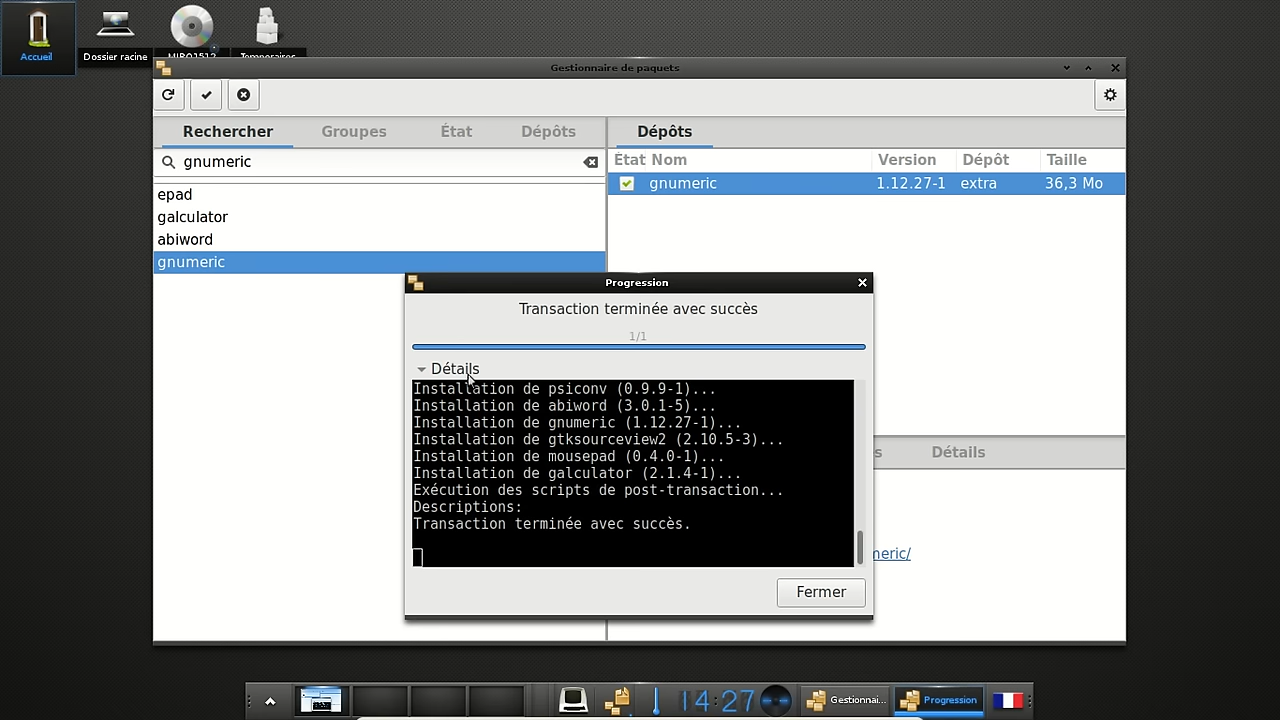 Accueil
Dossier racine
MIRO1512
Temporaires
Gestionnaire de paquets
Rechercher
Groupes
État
Dépôts
gnumeric
epad
galculator
abiword
gnumeric
Dépôts
État Nom Version Dépôt Taille
gnumeric 1.12.27-1 extra 36,3 Mo
Progression
Transaction terminée avec succès
1/1
Détails
Installation de psiconv (0.9.9-1)...
Installation de abiword (3.0.1-5)...
Installation de gnumeric (1.12.27-1)...
Installation de gtksourceview2 (2.10.5-3)...
Installation de mousepad (0.4.0-1)...
Installation de galculator (2.1.4-1)...
Exécution des scripts de post-transaction...
Descriptions:
Transaction terminée avec succès.
Fermer
s
Détails
neric/
14:27
Gestionnai...
Progression